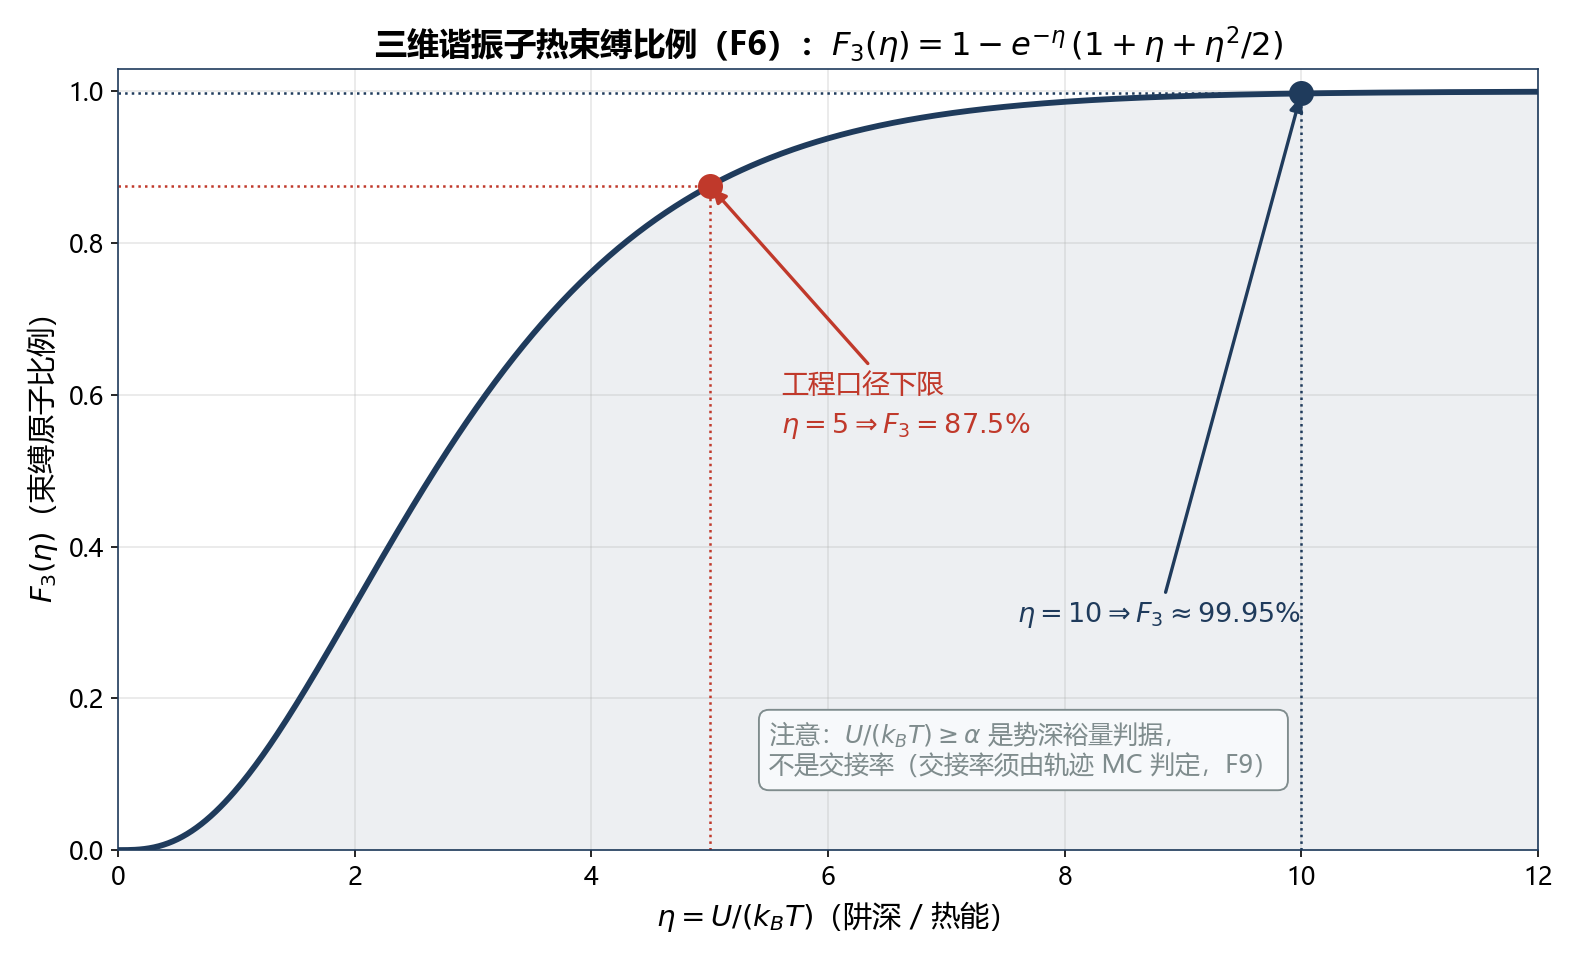 三维谐振子热束缚比例（F6）：F₃(η) = 1 − e^{−η} (1 + η + η²/2)
F₃(η)（束缚原子比例）
1.0
0.8
0.6
0.4
0.2
0.0
工程口径下限
η = 5 ⇒ F₃ = 87.5%
η = 10 ⇒ F₃ ≈ 99.95%
注意：U/(k_BT) ≥ α 是势深裕量判据，
不是交接率（交接率须由轨迹 MC 判定，F9）
0 2 4 6 8 10 12
η = U/(k_BT)（阱深 / 热能）